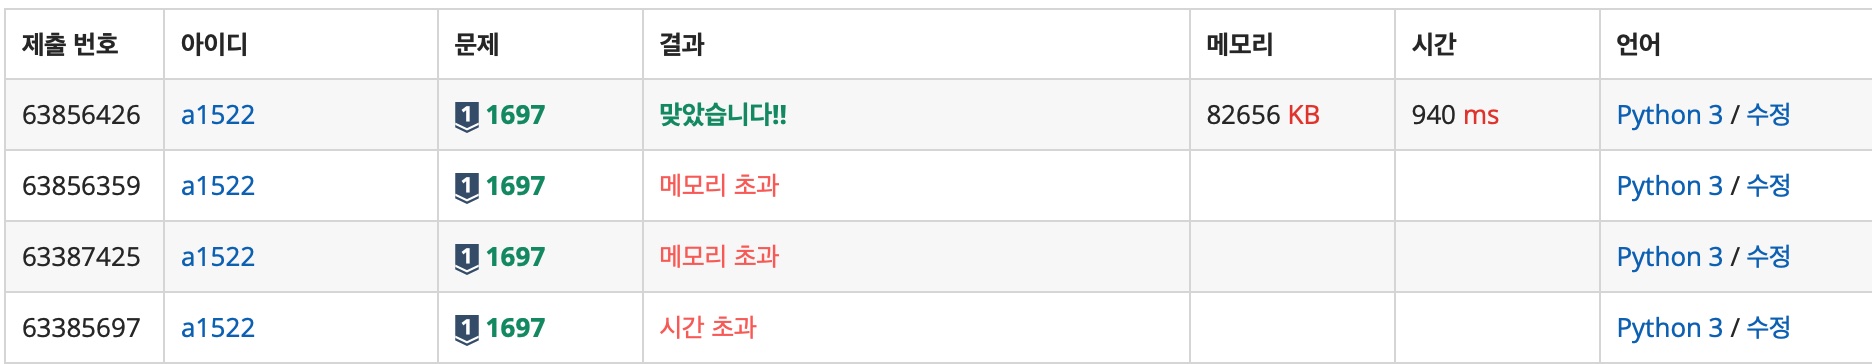 제출 번호 아이디 문제 결과 메모리 시간 언어
63856426 a1522 1 1697 맞았습니다!! 82656 KB 940 ms Python 3 / 수정
63856359 a1522 1 1697 메모리 초과 Python 3 / 수정
63387425 a1522 1 1697 메모리 초과 Python 3 / 수정
63385697 a1522 1 1697 시간 초과 Python 3 / 수정